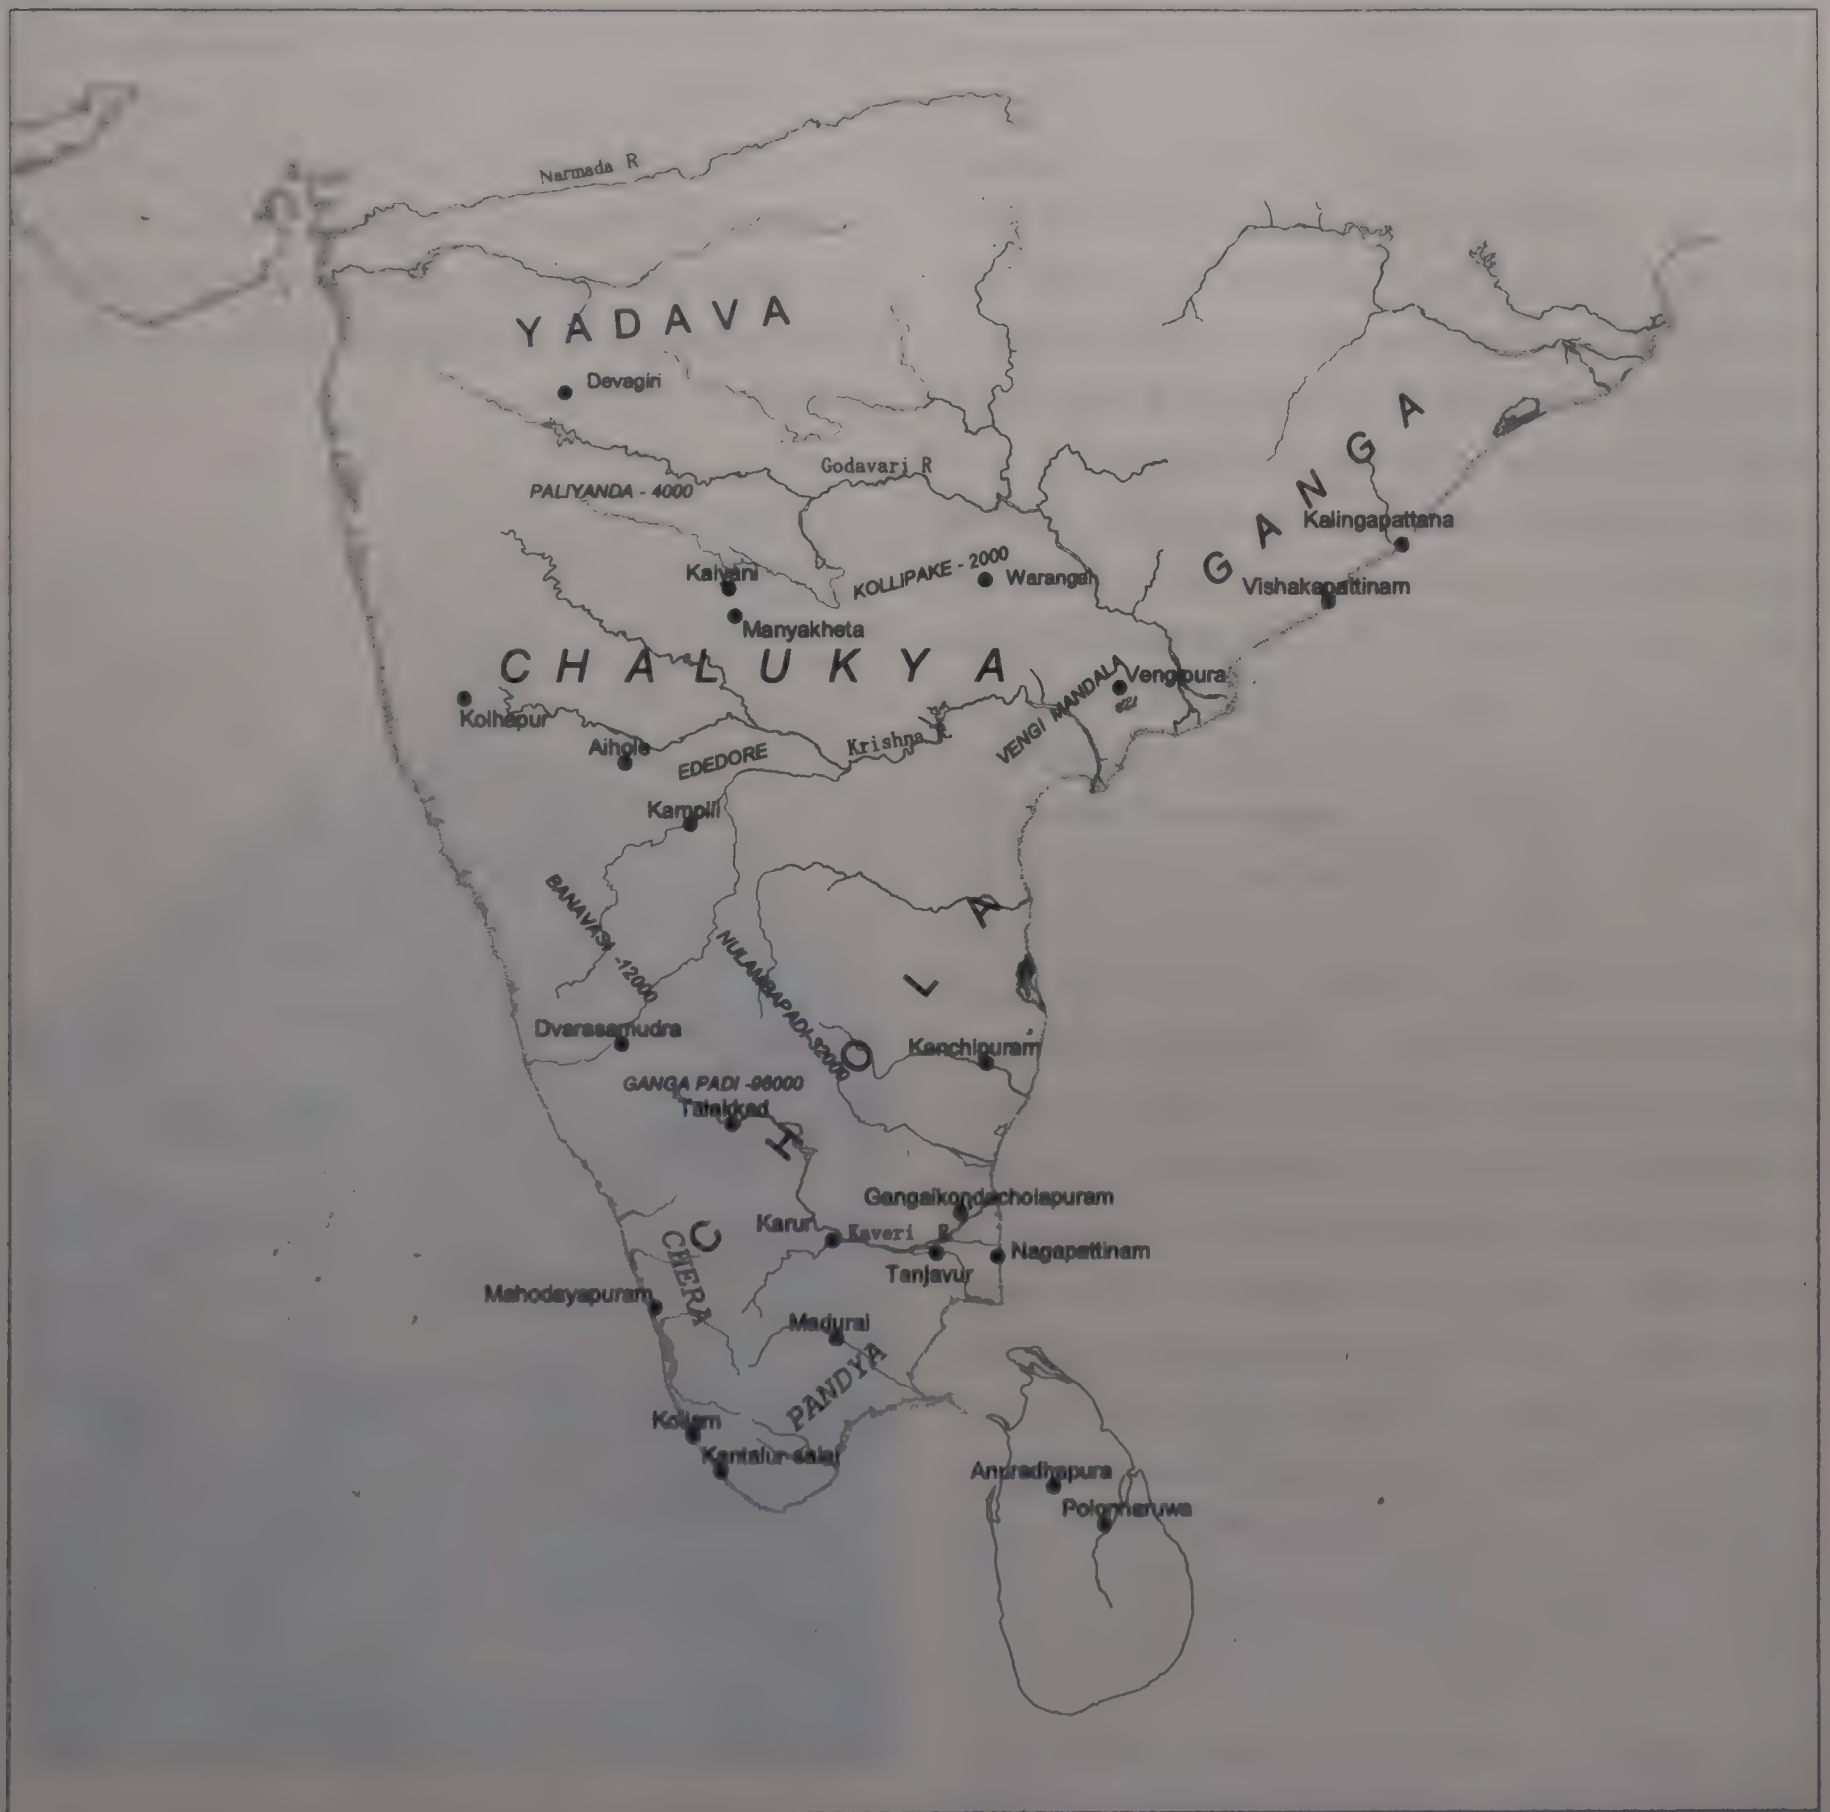 Narmada R
YADAVA
Devagiri
Godavari R
PALIYANDA - 4000
GANGA
Kalingapattana
Kalyani
KOLLIPAKE - 2000
Warangal
Vishakapattinam
Manyakheta
CHALUKYA
VENGI MANDALA
Vengipura
Kolhapur
Aihole
EDEDORE
Krishna R.
Kampili
BANAVASI -12000
NULAMBAPADI-32000
CHOLA
Dvarasamudra
Kanchipuram
GANGA PADI -96000
Talakkad
Gangaikondacholapuram
Karur
Kaveri R
Nagapattinam
CHERA
Tanjavur
Mahodayapuram
Madurai
PANDYA
Kollam
Kantalur-salai
Anuradhapura
Polonnaruwa